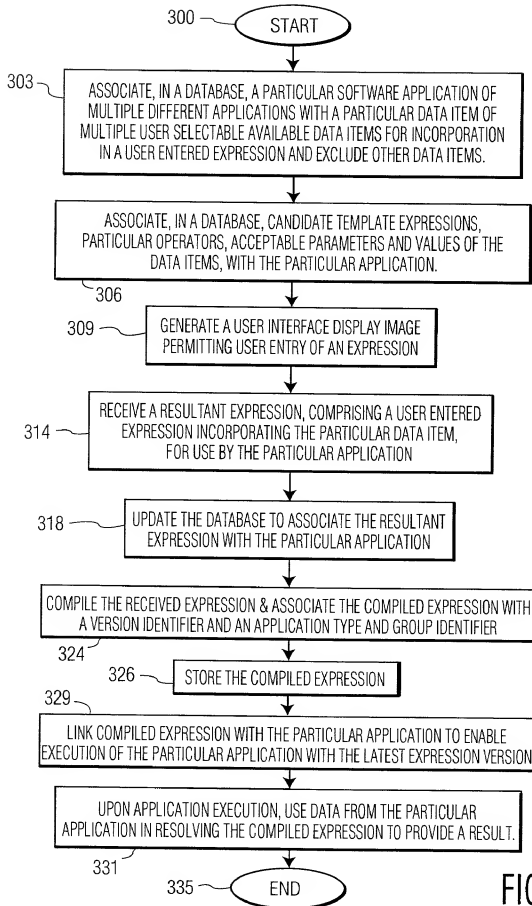 300
START
303
ASSOCIATE, IN A DATABASE, A PARTICULAR SOFTWARE APPLICATION OF
MULTIPLE DIFFERENT APPLICATIONS WITH A PARTICULAR DATA ITEM OF
MULTIPLE USER SELECTABLE AVAILABLE DATA ITEMS FOR INCORPORATION
IN A USER ENTERED EXPRESSION AND EXCLUDE OTHER DATA ITEMS.
ASSOCIATE, IN A DATABASE, CANDIDATE TEMPLATE EXPRESSIONS,
PARTICULAR OPERATORS, ACCEPTABLE PARAMETERS AND VALUES OF THE
DATA ITEMS, WITH THE PARTICULAR APPLICATION.
306
309
GENERATE A USER INTERFACE DISPLAY IMAGE
PERMITTING USER ENTRY OF AN EXPRESSION
314
RECEIVE A RESULTANT EXPRESSION, COMPRISING A USER ENTERED
EXPRESSION INCORPORATING THE PARTICULAR DATA ITEM,
FOR USE BY THE PARTICULAR APPLICATION
318
UPDATE THE DATABASE TO ASSOCIATE THE RESULTANT
EXPRESSION WITH THE PARTICULAR APPLICATION
COMPILE THE RECEIVED EXPRESSION & ASSOCIATE THE COMPILED EXPRESSION WITH
A VERSION IDENTIFIER AND AN APPLICATION TYPE AND GROUP IDENTIFIER
324
326
STORE THE COMPILED EXPRESSION
329
LINK COMPILED EXPRESSION WITH THE PARTICULAR APPLICATION TO ENABLE
EXECUTION OF THE PARTICULAR APPLICATION WITH THE LATEST EXPRESSION VERSION
UPON APPLICATION EXECUTION, USE DATA FROM THE PARTICULAR
APPLICATION IN RESOLVING THE COMPILED EXPRESSION TO PROVIDE A RESULT.
331
335
END
FIG